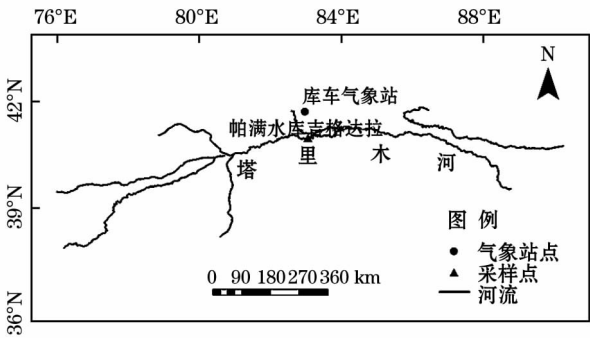 76°E 80°E 84°E 88°E
N
42°N
库车气象站
帕满水库吉格达拉
塔 里 木 河
39°N
图 例
气象站点
采样点
河流
0 90 180 270 360 km
36°N